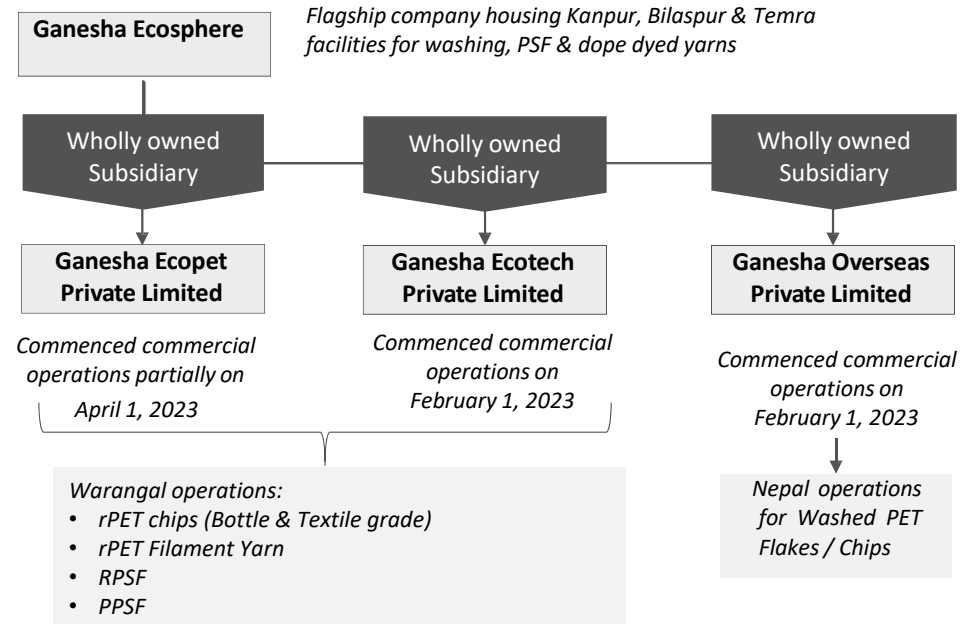 Ganesha Ecosphere
Flagship company housing Kanpur, Bilaspur & Temra
facilities for washing, PSF & dope dyed yarns
Wholly owned
Subsidiary
Wholly owned
Subsidiary
Wholly owned
Subsidiary
Ganesha Ecopet
Private Limited
Ganesha Ecotech
Private Limited
Ganesha Overseas
Private Limited
Commenced commercial
operations partially on
April 1, 2023
Commenced commercial
operations on
February 1, 2023
Commenced commercial
operations on
February 1, 2023
Warangal operations:
• rPET chips (Bottle & Textile grade)
• rPET Filament Yarn
• RPSF
• PPSF
Nepal operations
for Washed PET
Flakes / Chips